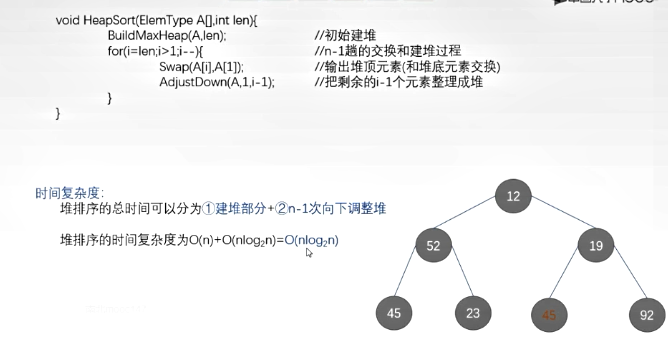 void HeapSort(ElemType A[],int len){
BuildMaxHeap(A,len); //初始建堆
for(i=len;i>1;i--){ //n-1趟的交换和建堆过程
Swap(A[i],A[1]); //输出堆顶元素(和堆底元素交换)
AdjustDown(A,1,i-1); //把剩余的i-1个元素整理成堆
}
}
时间复杂度:
堆排序的总时间可以分为①建堆部分+②n-1次向下调整堆
堆排序的时间复杂度为O(n)+O(nlog₂n)=O(nlog₂n)
12
52 19
45 23 45 92